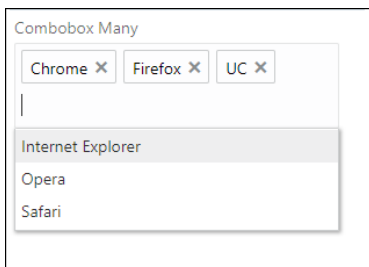 Combobox Many
Chrome × Firefox × UC ×
Internet Explorer
Opera
Safari